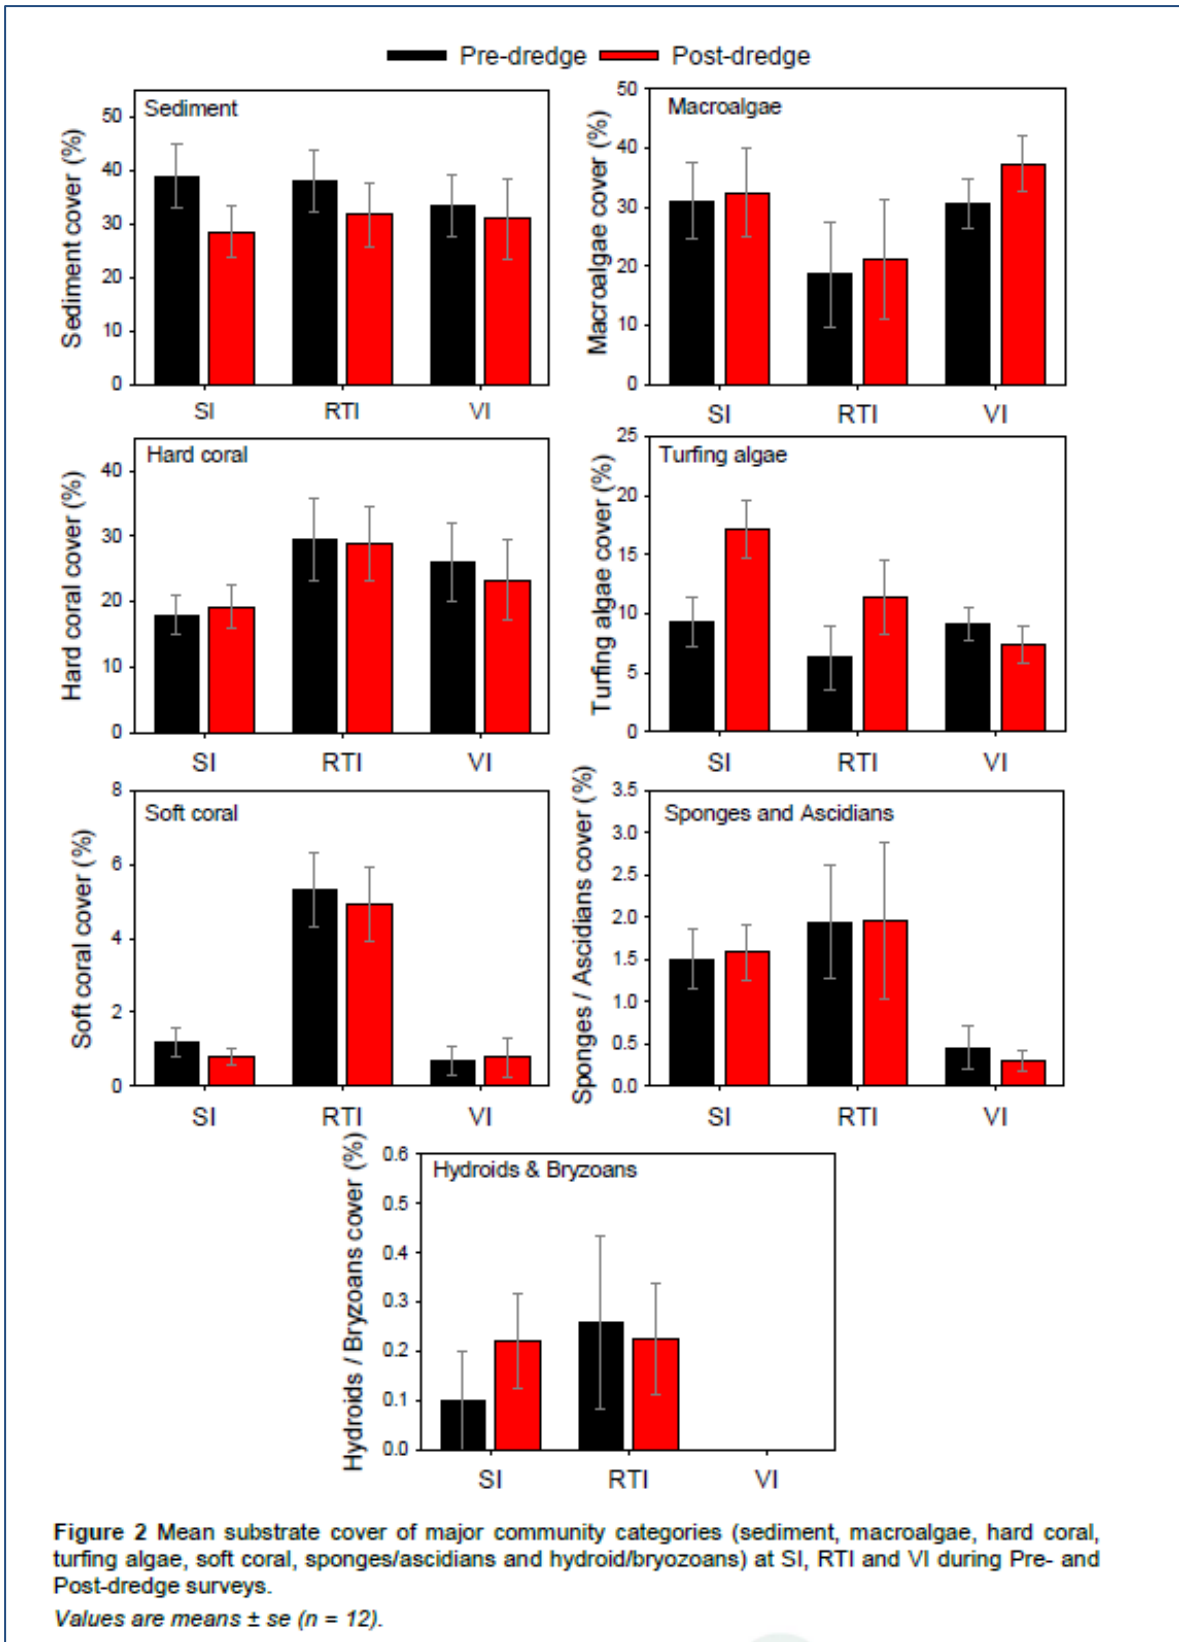 Pre-dredge Post-dredge
Sediment
Sediment cover (%)
50
40
30
20
10
0
SI RTI VI
Macroalgae
Macroalgae cover (%)
50
40
30
20
10
0
SI RTI VI
Hard coral
Hard coral cover (%)
40
30
20
10
0
SI RTI VI
Turfing algae
Turfing algae cover (%)
25
20
15
10
5
0
SI RTI VI
Soft coral
Soft coral cover (%)
8
6
4
2
0
SI RTI VI
Sponges and Ascidians
Sponges / Ascidians cover (%)
3.5
3.0
2.5
2.0
1.5
1.0
0.5
0.0
SI RTI VI
Hydroids & Bryzoans
Hydroids / Bryzoans cover (%)
0.6
0.5
0.4
0.3
0.2
0.1
0.0
SI RTI VI
Figure 2 Mean substrate cover of major community categories (sediment, macroalgae, hard coral,
turfing algae, soft coral, sponges/ascidians and hydroid/bryozoans) at SI, RTI and VI during Pre- and
Post-dredge surveys.
Values are means ± se (n = 12).